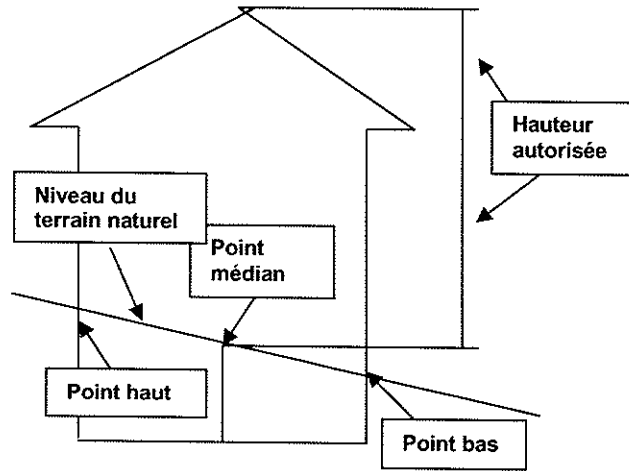 Hauteur
autorisée
Niveau du
terrain naturel
Point
médian
Point haut
Point bas